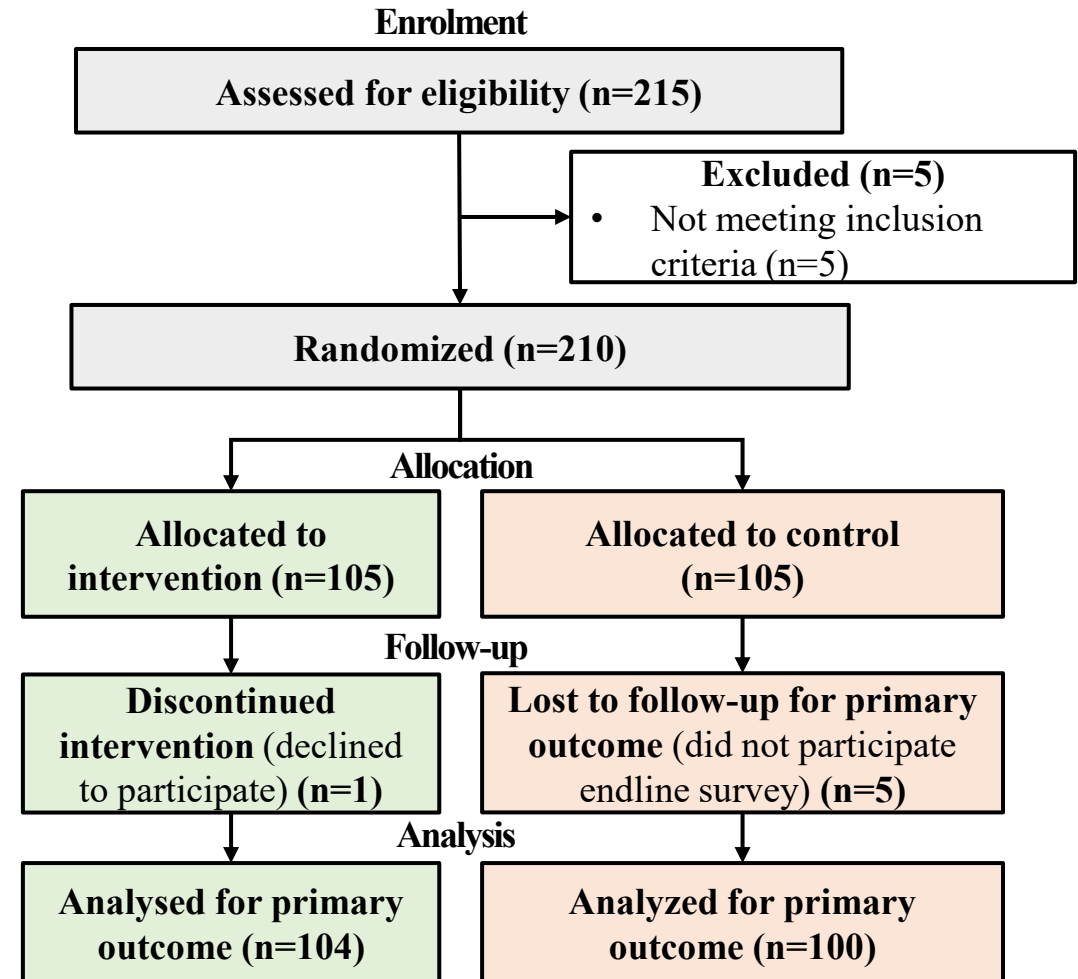 Enrolment
Assessed for eligibility (n=215)
Excluded (n=5)
• Not meeting inclusion
criteria (n=5)
Randomized (n=210)
Allocation
Allocated to
intervention (n=105)
Allocated to control
(n=105)
Follow-up
Discontinued
intervention (declined
to participate) (n=1)
Lost to follow-up for primary
outcome (did not participate
endline survey) (n=5)
Analysis
Analysed for primary
outcome (n=104)
Analyzed for primary
outcome (n=100)